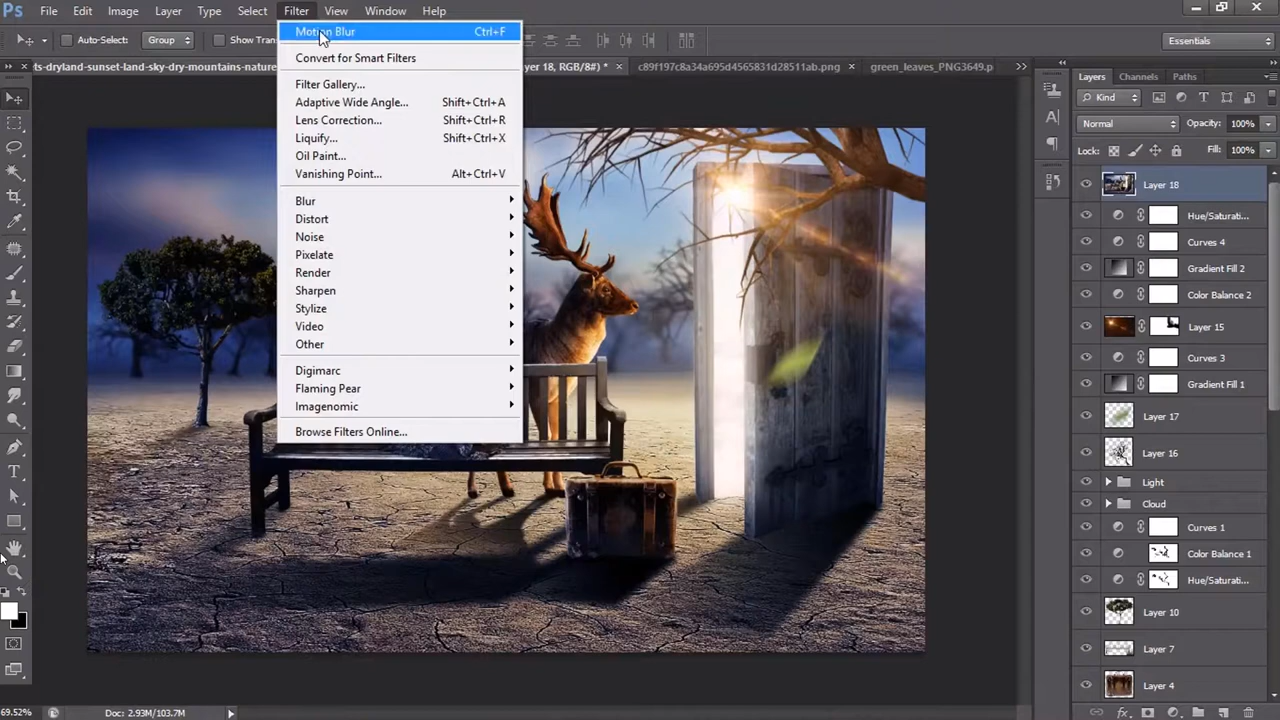 Ps File Edit Image Layer Type Select Filter View Window Help
Auto-Select: Group Show Tran
Essentials
ts-dryland-sunset-land-sky-dry-mountains-nature
yer 18, RGB/8#) * ×
c89f197c8a34a695d4565831d28511ab.png ×
green_leaves_PNG3649.p
Motion Blur Ctrl+F
Convert for Smart Filters
Filter Gallery...
Adaptive Wide Angle... Shift+Ctrl+A
Lens Correction... Shift+Ctrl+R
Liquify... Shift+Ctrl+X
Oil Paint...
Vanishing Point... Alt+Ctrl+V
Blur
Distort
Noise
Pixelate
Render
Sharpen
Stylize
Video
Other
Digimarc
Flaming Pear
Imagenomic
Browse Filters Online...
Layers Channels Paths
Kind
Normal Opacity: 100%
Lock: Fill: 100%
Layer 18
Hue/Saturati...
Curves 4
Gradient Fill 2
Color Balance 2
Layer 15
Curves 3
Gradient Fill 1
Layer 17
Layer 16
Light
Cloud
Curves 1
Color Balance 1
Hue/Saturati...
Layer 10
Layer 7
Layer 4
69.52% Doc: 2.93M/103.7M